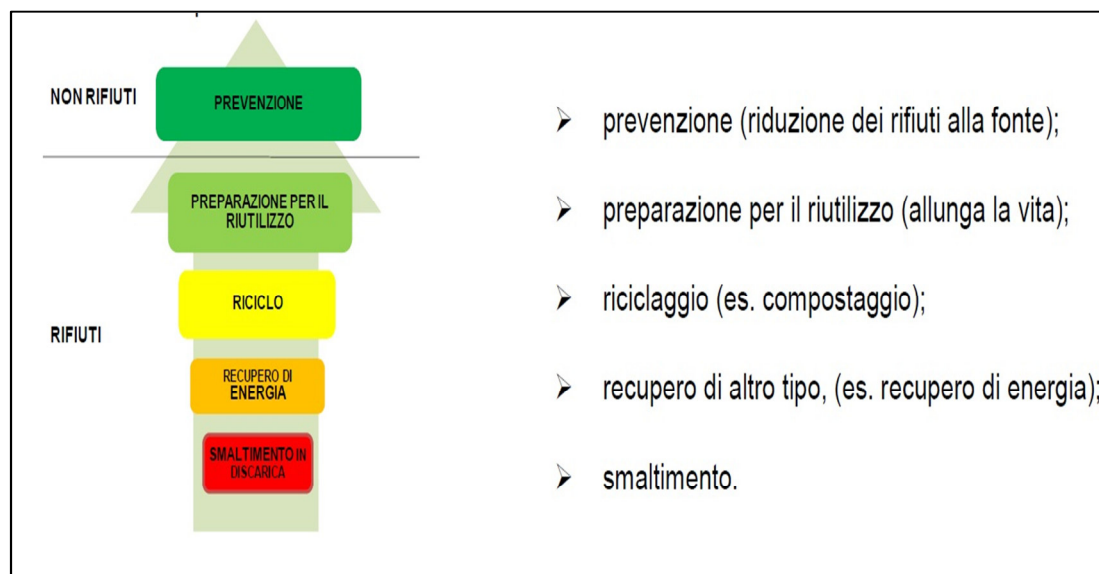 NON RIFIUTI
PREVENZIONE
PREPARAZIONE PER IL
RIUTILIZZO
RICICLO
RIFIUTI
RECUPERO DI
ENERGIA
SMALTIMENTO IN
DISCARICA
➢ prevenzione (riduzione dei rifiuti alla fonte);
➢ preparazione per il riutilizzo (allunga la vita);
➢ riciclaggio (es. compostaggio);
➢ recupero di altro tipo, (es. recupero di energia);
➢ smaltimento.